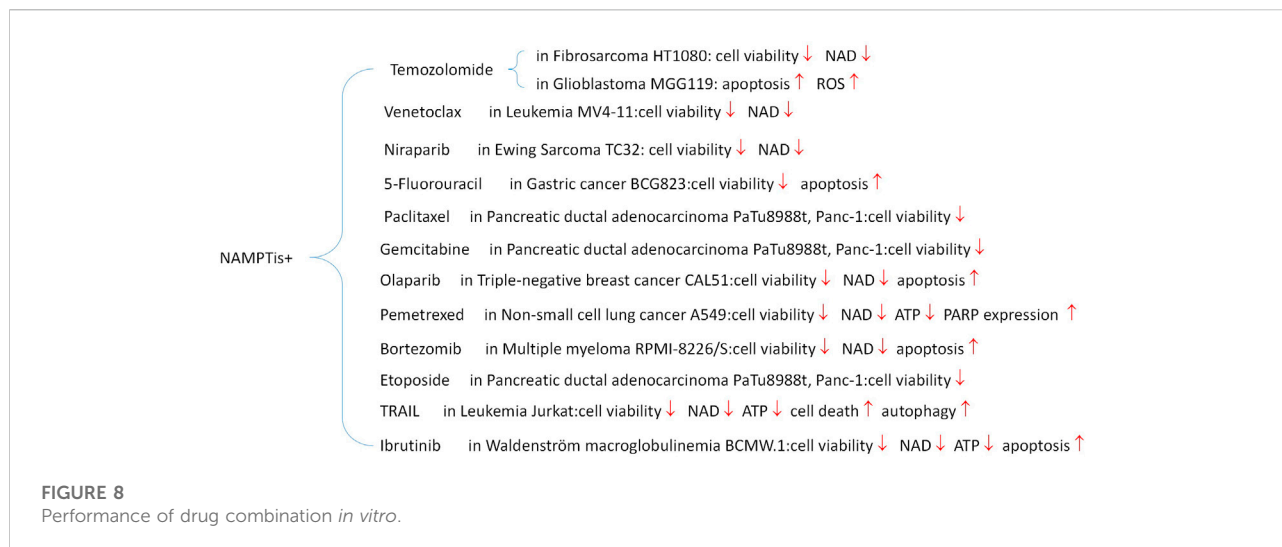 Temozolomide in Fibrosarcoma HT1080: cell viability ↓ NAD ↓
in Glioblastoma MGG119: apoptosis ↑ ROS ↑
Venetoclax in Leukemia MV4-11:cell viability ↓ NAD ↓
Niraparib in Ewing Sarcoma TC32: cell viability ↓ NAD ↓
5-Fluorouracil in Gastric cancer BCG823:cell viability ↓ apoptosis ↑
Paclitaxel in Pancreatic ductal adenocarcinoma PaTu8988t, Panc-1:cell viability ↓
Gemcitabine in Pancreatic ductal adenocarcinoma PaTu8988t, Panc-1:cell viability ↓
NAMPTis+
Olaparib in Triple-negative breast cancer CAL51:cell viability ↓ NAD ↓ apoptosis ↑
Pemetrexed in Non-small cell lung cancer A549:cell viability ↓ NAD ↓ ATP ↓ PARP expression ↑
Bortezomib in Multiple myeloma RPMI-8226/S:cell viability ↓ NAD ↓ apoptosis ↑
Etoposide in Pancreatic ductal adenocarcinoma PaTu8988t, Panc-1:cell viability ↓
TRAIL in Leukemia Jurkat:cell viability ↓ NAD ↓ ATP ↓ cell death ↑ autophagy ↑
Ibrutinib in Waldenström macroglobulinemia BCMW.1:cell viability ↓ NAD ↓ ATP ↓ apoptosis ↑
FIGURE 8
Performance of drug combination in vitro.